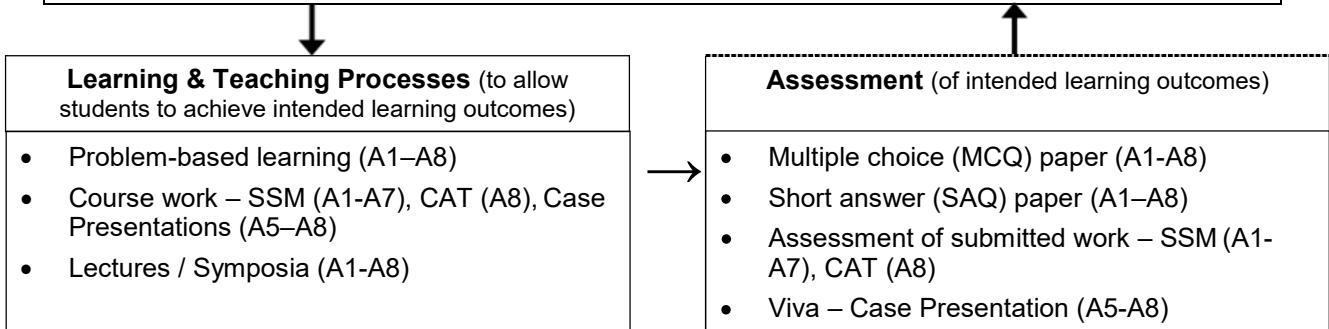 Learning & Teaching Processes (to allow
students to achieve intended learning outcomes)
• Problem-based learning (A1–A8)
• Course work – SSM (A1-A7), CAT (A8), Case
Presentations (A5–A8)
• Lectures / Symposia (A1-A8)
Assessment (of intended learning outcomes)
• Multiple choice (MCQ) paper (A1-A8)
• Short answer (SAQ) paper (A1–A8)
• Assessment of submitted work – SSM (A1-
A7), CAT (A8)
• Viva – Case Presentation (A5-A8)